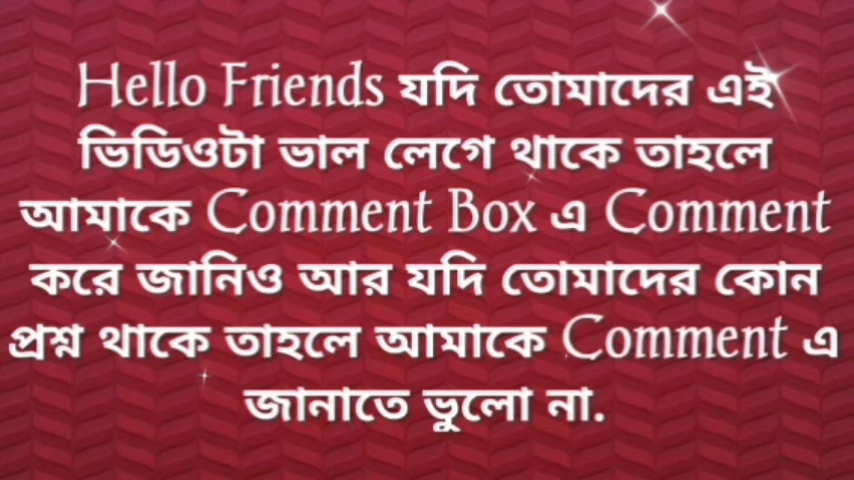 Hello Friends যদি তোমাদের এই
ভিডিওটা ভাল লেগে থাকে তাহলে
আমাকে Comment Box এ Comment
করে জানিও আর যদি তোমাদের কোন
প্রশ্ন থাকে তাহলে আমাকে Comment এ
জানাতে ভুলো না.